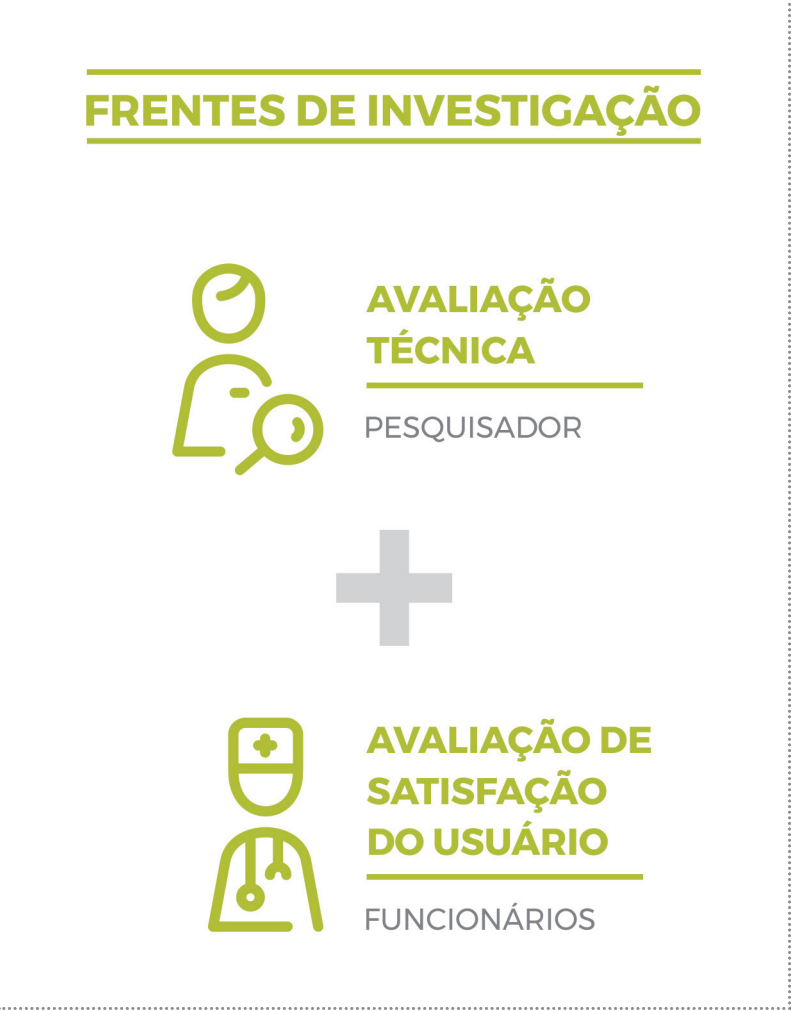 FRENTES DE INVESTIGAÇÃO
AVALIAÇÃO
TÉCNICA
PESQUISADOR
AVALIAÇÃO DE
SATISFAÇÃO
DO USUÁRIO
FUNCIONÁRIOS